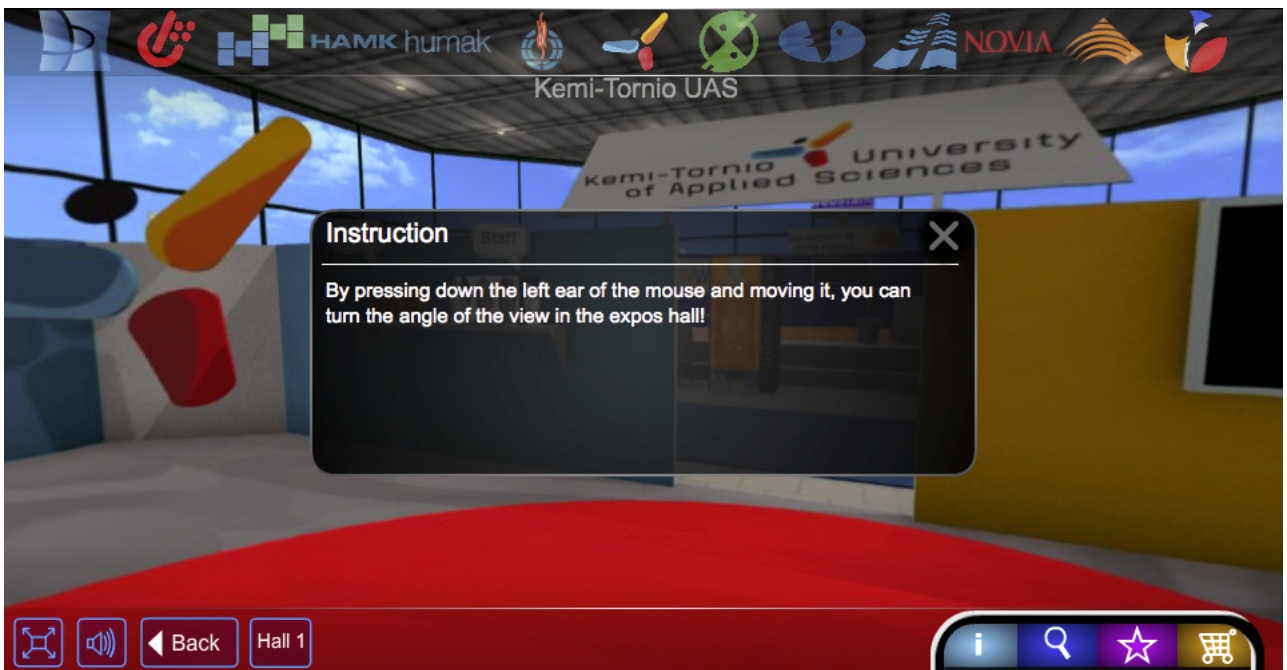 HAMK humak NOVIA
Kemi-Tornio UAS
Kemi-Tornio University
of Applied Sciences
Instruction
Staff
By pressing down the left ear of the mouse and moving it, you can
turn the angle of the view in the expos hall!
Back
Hall 1
i